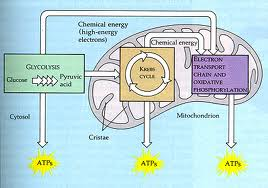 Chemical energy
(high-energy
electrons)
Chemical energy
GLYCOLYSIS
Glucose
Pyruvic
acid
KREBS
CYCLE
ELECTRON
TRANSPORT
CHAIN AND
OXIDATIVE
PHOSPHORYLATION
Cytosol
Cristae
Mitochondrion
ATPs
ATPs
ATPs